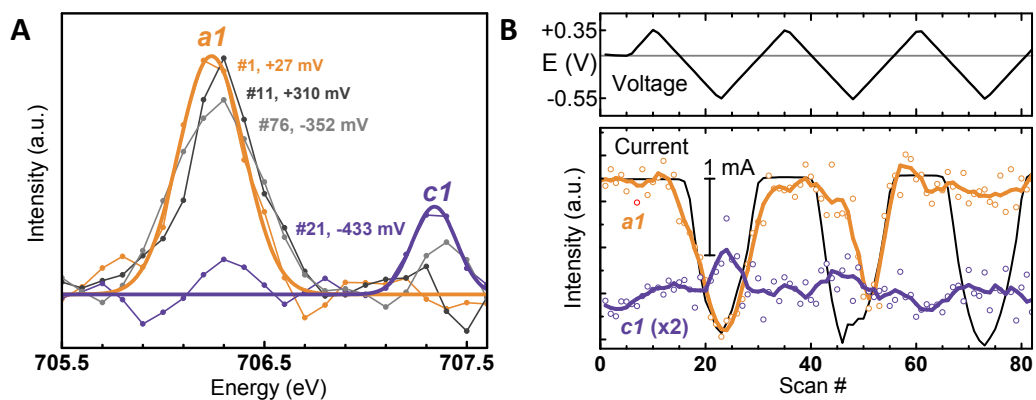 A
a1
#1, +27 mV
#11, +310 mV
#76, -352 mV
c1
#21, -433 mV
Intensity (a.u.)
705.5
706.5
707.5
Energy (eV)
B
+0.35
E (V)
-0.55
Voltage
Current
1 mA
a1
c1 (x2)
Intensity (a.u.)
0
20
40
60
80
Scan #